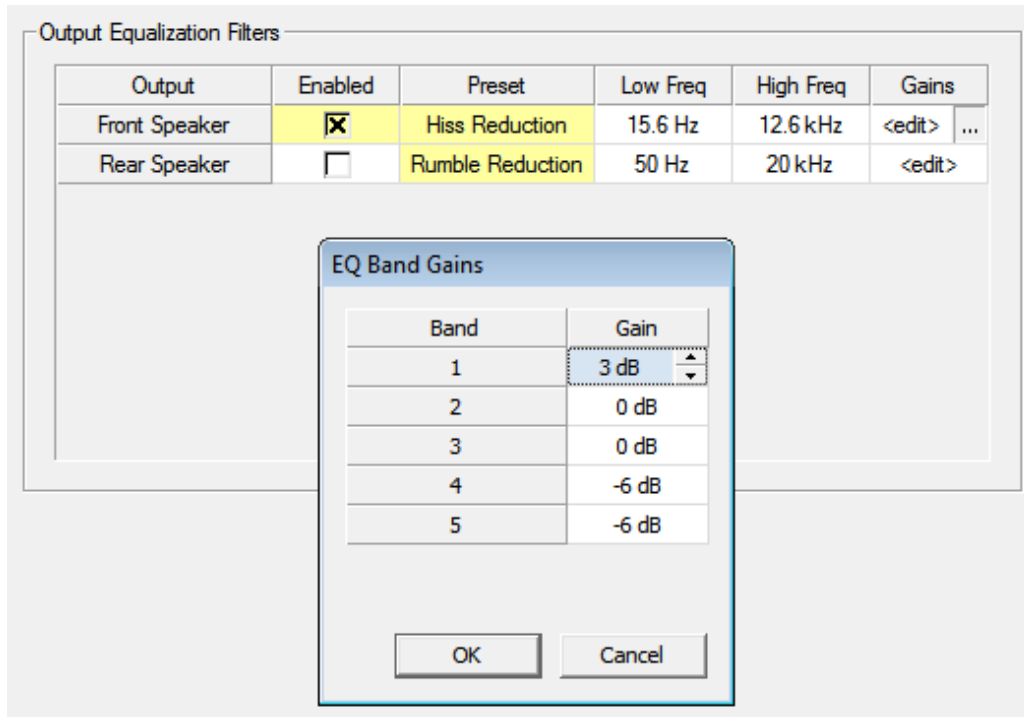 Output Equalization Filters
Output Enabled Preset Low Freq High Freq Gains
Front Speaker Hiss Reduction 15.6 Hz 12.6 kHz <edit> ...
Rear Speaker Rumble Reduction 50 Hz 20 kHz <edit>
EQ Band Gains
Band Gain
1 3 dB
2 0 dB
3 0 dB
4 -6 dB
5 -6 dB
OK Cancel